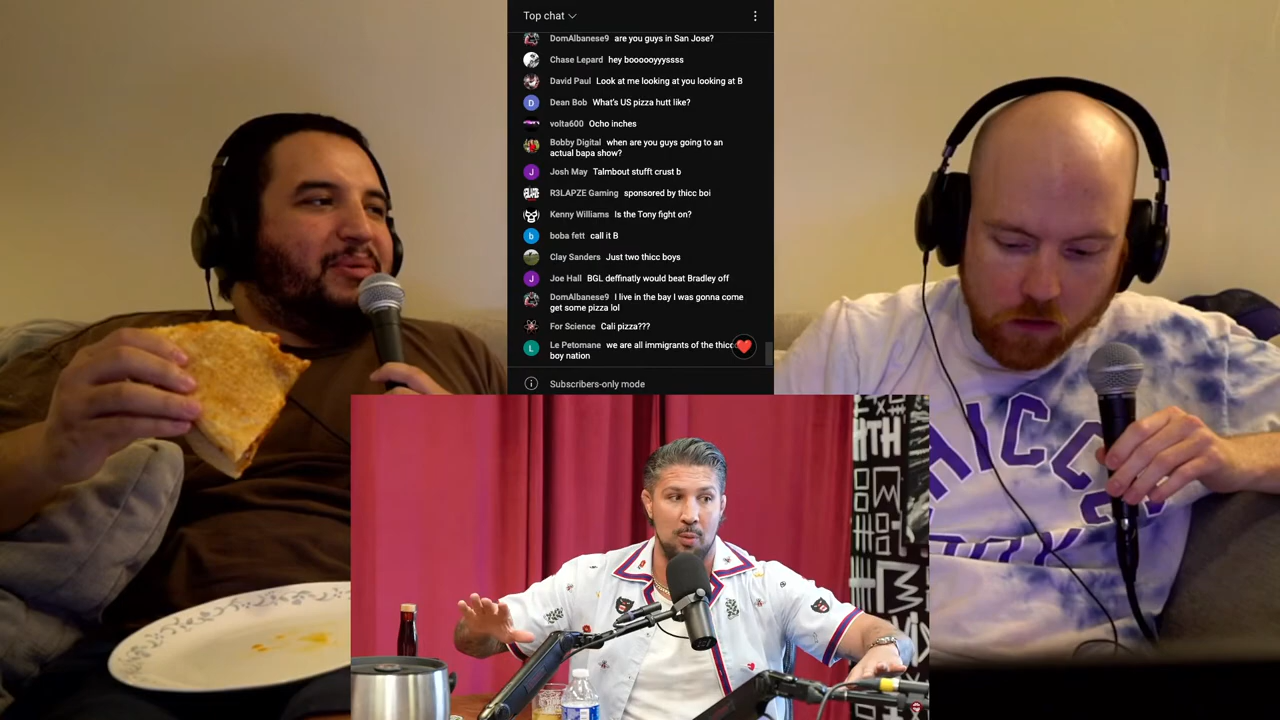 Top chat
DomAlbanese9 are you guys in San Jose?
Chase Lepard hey boooooyyyssss
David Paul Look at me looking at you looking at B
D Dean Bob What's US pizza hutt like?
volta600 Ocho inches
Bobby Digital when are you guys going to an
actual bapa show?
J Josh May Talmbout stufft crust b
R3LAPZE Gaming sponsored by thicc boi
Kenny Williams Is the Tony fight on?
b boba fett call it B
Clay Sanders Just two thicc boys
J Joe Hall BGL deffinatly would beat Bradley off
DomAlbanese9 I live in the bay I was gonna come
get some pizza lol
For Science Cali pizza???
L Le Petomane we are all immigrants of the thicc
boy nation
Subscribers-only mode